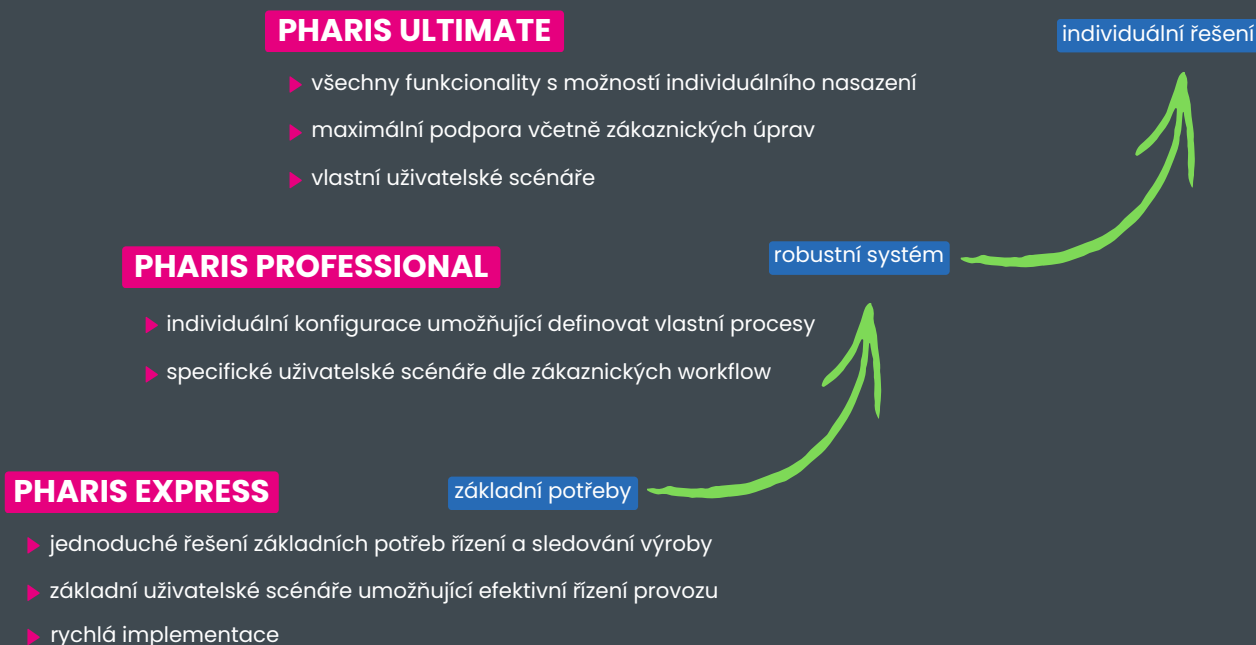 PHARIS ULTIMATE
individuální řešení
všechny funkcionality s možností individuálního nasazení
maximální podpora včetně zákaznických úprav
vlastní uživatelské scénáře
PHARIS PROFESSIONAL
robustní systém
individuální konfigurace umožňující definovat vlastní procesy
specifické uživatelské scénáře dle zákaznických workflow
PHARIS EXPRESS
základní potřeby
jednoduché řešení základních potřeb řízení a sledování výroby
základní uživatelské scénáře umožňující efektivní řízení provozu
rychlá implementace